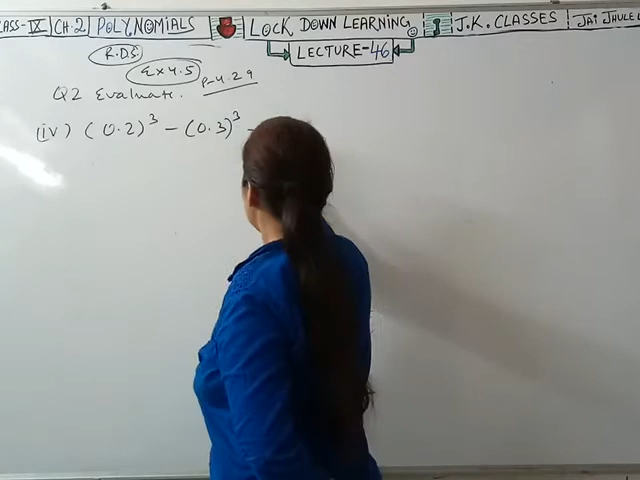 CLASS-IX CH.2 POLYNOMIALS LOCK DOWN LEARNING J.K. CLASSES JAI JHULELA
LECTURE-46
R.D.S.
Ex 4.5 P-4.29
Q2 Evaluate.
(iv) (0.2)³ - (0.3)³